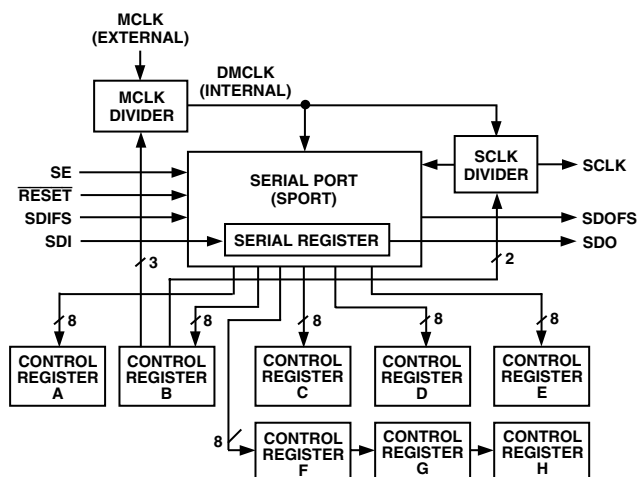 MCLK
(EXTERNAL)
DMCLK
(INTERNAL)
MCLK
DIVIDER
SE
RESET
SDIFS
SDI
SERIAL PORT
(SPORT)
SERIAL REGISTER
SCLK
DIVIDER
SCLK
SDOFS
SDO
3
2
8
8
8
8
8
CONTROL
REGISTER
A
CONTROL
REGISTER
B
CONTROL
REGISTER
C
CONTROL
REGISTER
D
CONTROL
REGISTER
E
8
CONTROL
REGISTER
F
CONTROL
REGISTER
G
CONTROL
REGISTER
H